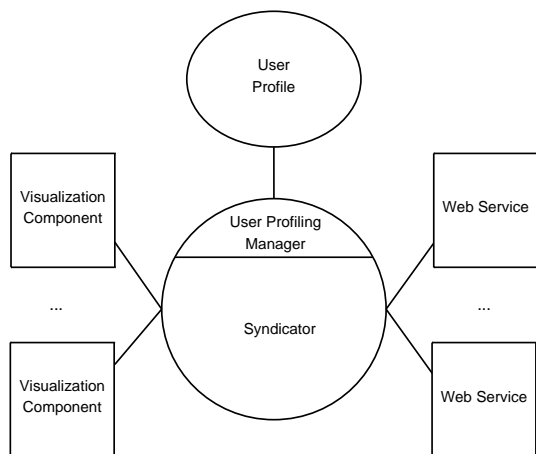 User
Profile
Visualization
Component
User Profiling
Manager
Web Service
...
...
Syndicator
Visualization
Component
Web Service